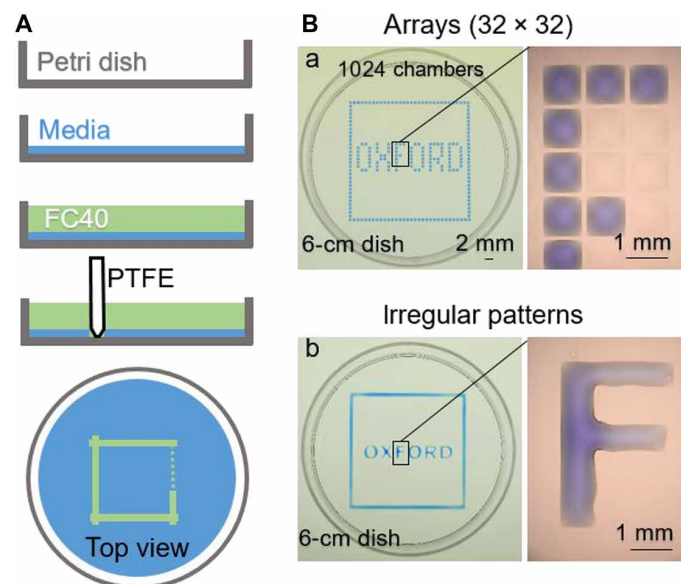 A
Petri dish
Media
FC40
PTFE
Top view
B
Arrays (32 × 32)
a
1024 chambers
OXFORD
6-cm dish
2 mm
1 mm
Irregular patterns
b
OXFORD
6-cm dish
F
1 mm